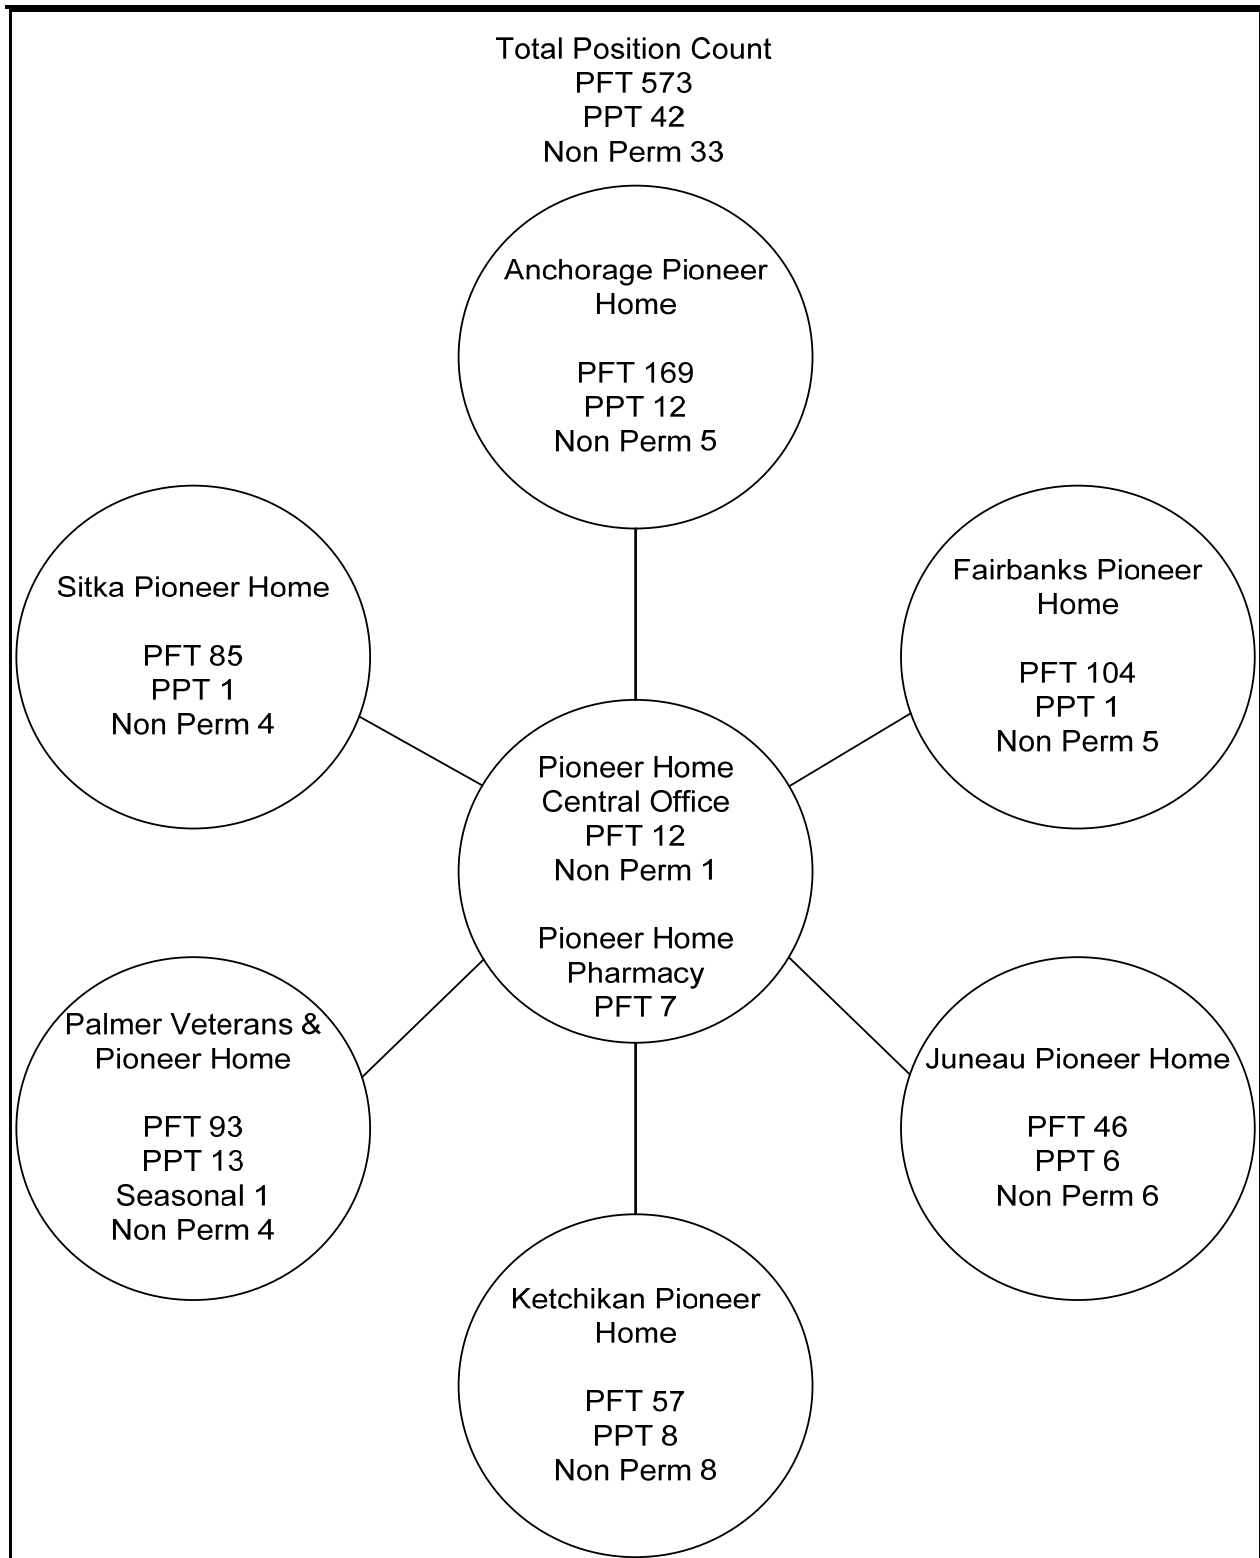 Total Position Count
PFT 573
PPT 42
Non Perm 33
Anchorage Pioneer
Home
PFT 169
PPT 12
Non Perm 5
Sitka Pioneer Home
PFT 85
PPT 1
Non Perm 4
Fairbanks Pioneer
Home
PFT 104
PPT 1
Non Perm 5
Pioneer Home
Central Office
PFT 12
Non Perm 1
Pioneer Home
Pharmacy
PFT 7
Palmer Veterans &
Pioneer Home
PFT 93
PPT 13
Seasonal 1
Non Perm 4
Juneau Pioneer Home
PFT 46
PPT 6
Non Perm 6
Ketchikan Pioneer
Home
PFT 57
PPT 8
Non Perm 8